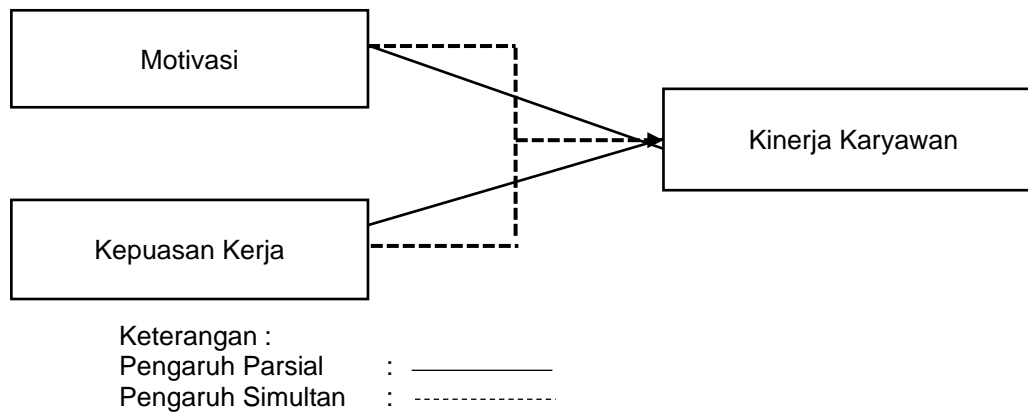 Motivasi
Kinerja Karyawan
Kepuasan Kerja
Keterangan :
Pengaruh Parsial :
Pengaruh Simultan :